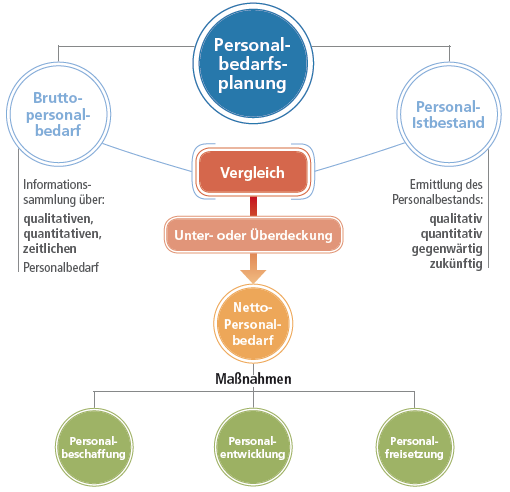 Personal-
bedarfs-
planung
Brutto-
personal-
bedarf
Personal-
Istbestand
Vergleich
Informations-
sammlung über:
qualitativen,
quantitativen,
zeitlichen
Personalbedarf
Ermittlung des
Personalbestands:
qualitativ
quantitativ
gegenwärtig
zukünftig
Unter- oder Überdeckung
Netto-
Personal-
bedarf
Maßnahmen
Personal-
beschaffung
Personal-
entwicklung
Personal-
freisetzung